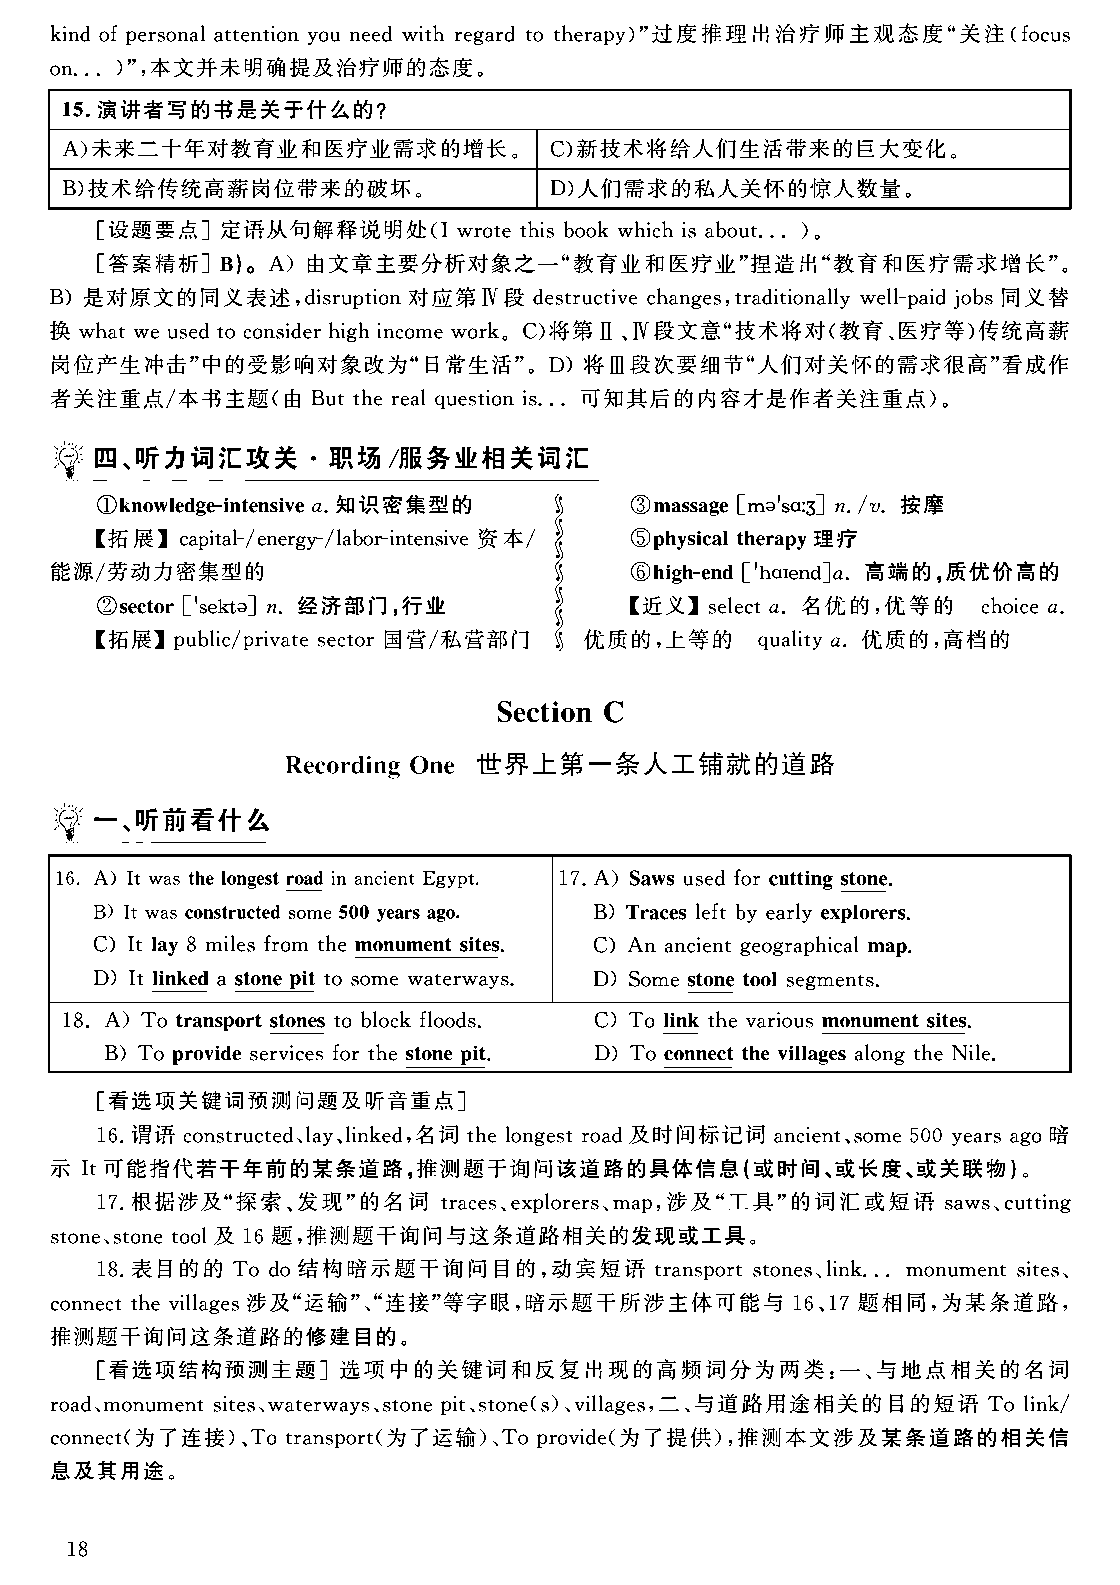 kind of personal attention you need with regard to therapy)”过度推理出治疗师主观态度“关注(focus
on... )”,本文并未明确提及治疗师的态度。
15. 演讲者写的书是关于什么的?
A)未来二十年对教育业和医疗业需求的增长。 C)新技术将给人们生活带来的巨大变化。
B)技术给传统高薪岗位带来的破坏。 D)人们需求的私人关怀的惊人数量。
[设题要点] 定语从句解释说明处(I wrote this book which is about... )。
[答案精析] B)。A) 由文章主要分析对象之一“教育业和医疗业”捏造出“教育和医疗需求增长”。
B) 是对原文的同义表述,disruption 对应第Ⅳ段 destructive changes,traditionally well-paid jobs 同义替
换 what we used to consider high income work。C)将第Ⅱ、Ⅳ段文意“技术将对(教育、医疗等)传统高薪
岗位产生冲击”中的受影响对象改为“日常生活”。D) 将Ⅲ段次要细节“人们对关怀的需求很高”看成作
者关注重点/本书主题(由 But the real question is... 可知其后的内容才是作者关注重点)。
四、听力词汇攻关·职场/服务业相关词汇
①knowledge-intensive a. 知识密集型的
【拓展】capital-/energy-/labor-intensive 资本/
能源/劳动力密集型的
②sector [ˈsektə] n. 经济部门,行业
【拓展】public/private sector 国营/私营部门
③massage [məˈsɑːʒ] n. /v. 按摩
⑤physical therapy 理疗
⑥high-end [ˈhaɪend]a. 高端的,质优价高的
【近义】select a. 名优的,优等的 choice a.
优质的,上等的 quality a. 优质的,高档的
Section C
Recording One 世界上第一条人工铺就的道路
一、听前看什么
16. A) It was the longest road in ancient Egypt.
B) It was constructed some 500 years ago.
C) It lay 8 miles from the monument sites.
D) It linked a stone pit to some waterways.
17. A) Saws used for cutting stone.
B) Traces left by early explorers.
C) An ancient geographical map.
D) Some stone tool segments.
18. A) To transport stones to block floods. C) To link the various monument sites.
B) To provide services for the stone pit. D) To connect the villages along the Nile.
[看选项关键词预测问题及听音重点]
16. 谓语 constructed、lay、linked,名词 the longest road 及时间标记词 ancient、some 500 years ago 暗
示 It 可能指代若干年前的某条道路,推测题干询问该道路的具体信息(或时间、或长度、或关联物)。
17. 根据涉及“探索、发现”的名词 traces、explorers、map,涉及“工具”的词汇或短语 saws、cutting
stone、stone tool 及 16 题,推测题干询问与这条道路相关的发现或工具。
18. 表目的的 To do 结构暗示题干询问目的,动宾短语 transport stones、link... monument sites、
connect the villages 涉及“运输”、“连接”等字眼,暗示题干所涉主体可能与 16、17 题相同,为某条道路,
推测题干询问这条道路的修建目的。
[看选项结构预测主题] 选项中的关键词和反复出现的高频词分为两类:一、与地点相关的名词
road、monument sites、waterways、stone pit、stone(s)、villages,二、与道路用途相关的目的短语 To link/
connect(为了连接)、To transport(为了运输)、To provide(为了提供),推测本文涉及某条道路的相关信
息及其用途。
18